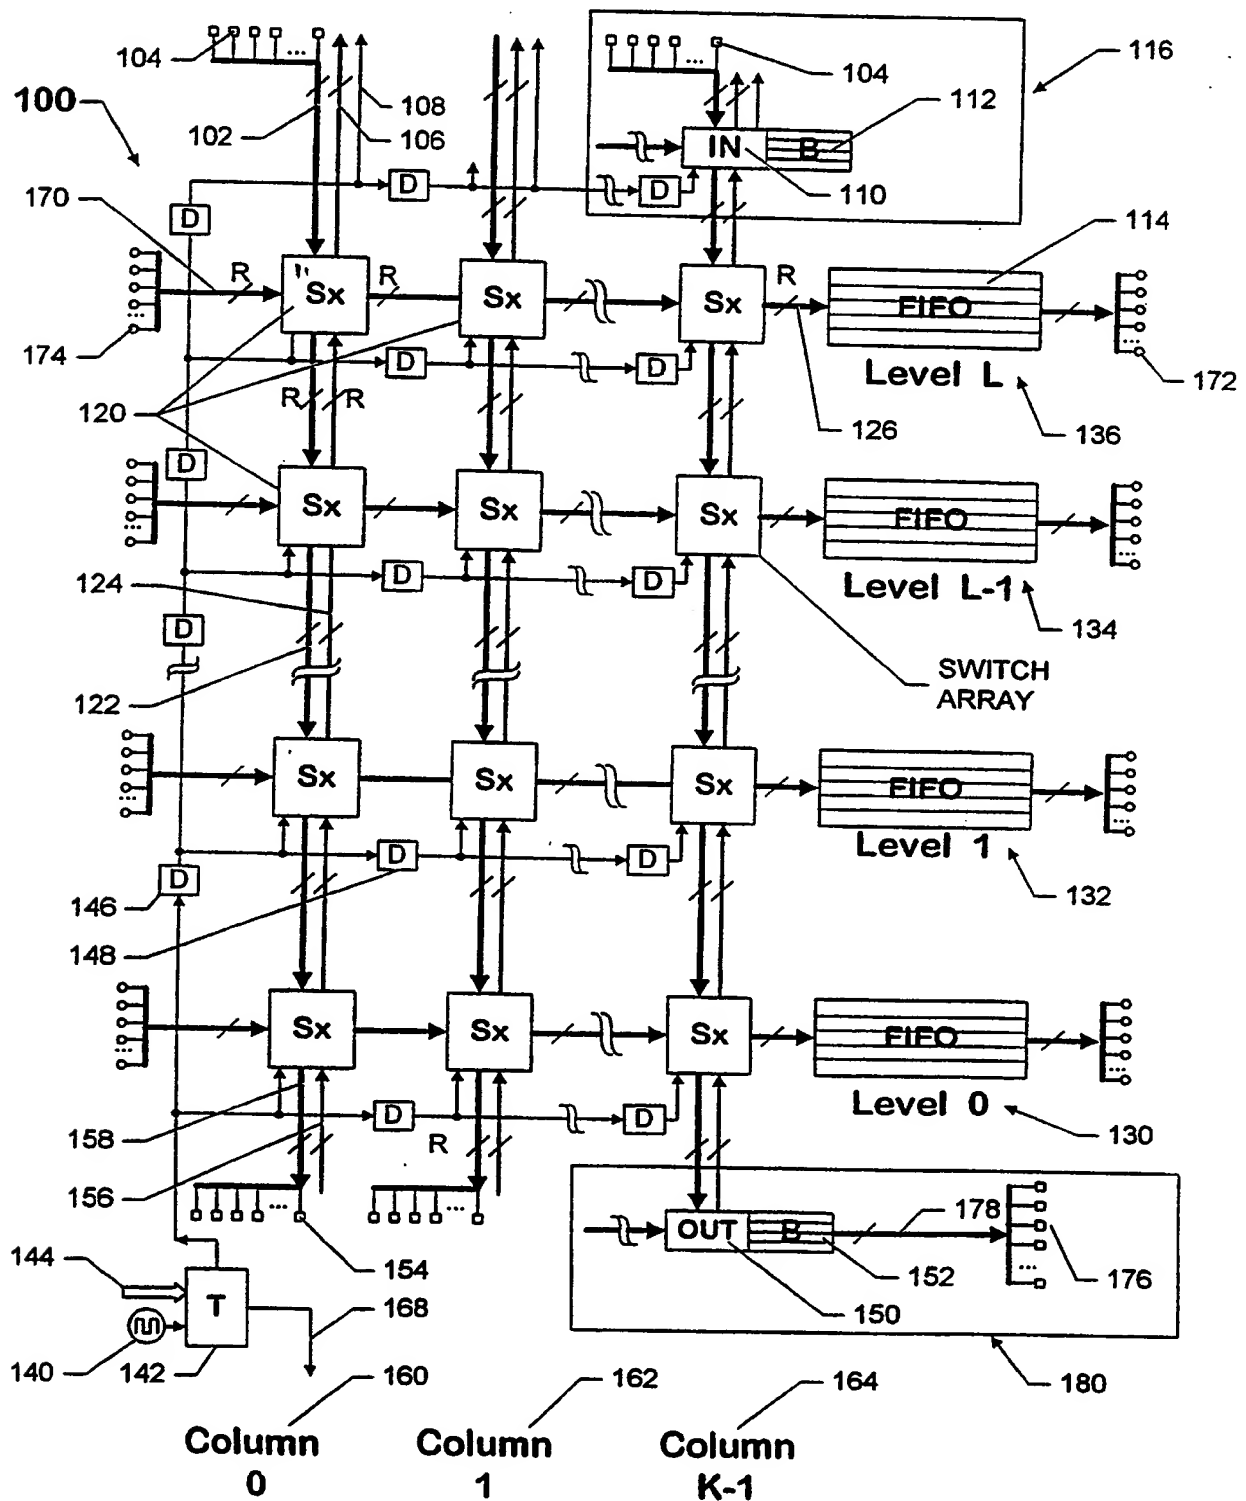 104
...
116
104
...
100
108
112
102
106
IN
B
D
D
110
170
D
114
R
"Sx
R
Sx
Sx
R
FIFO
...
...
174
D
D
Level L
172
120
R
R
126
136
D
Sx
Sx
Sx
FIFO
...
...
D
D
Level L-1
124
134
D
SWITCH
ARRAY
122
Sx
Sx
Sx
FIFO
...
...
D
D
Level 1
D
146
132
148
Sx
Sx
Sx
FIFO
...
...
D
D
Level 0
158
R
130
156
...
...
OUT
B
178
144
154
152
176
...
T
168
150
140
142
160
162
164
180
Column
0
Column
1
Column
K-1